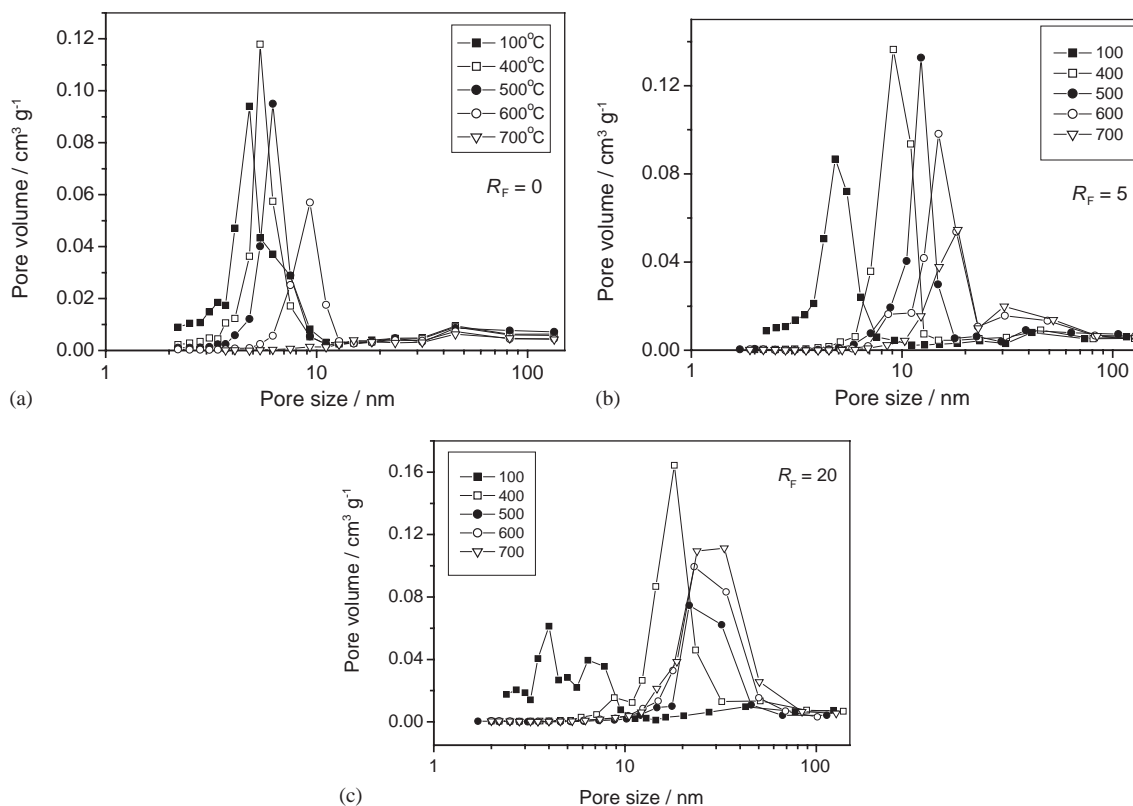 0.12
0.10
0.08
0.06
0.04
0.02
0.00
Pore volume / cm³ g⁻¹
100°C
400°C
500°C
600°C
700°C
R_F = 0
1
10
100
Pore size / nm
(a)
0.12
0.08
0.04
0.00
Pore volume / cm³ g⁻¹
100
400
500
600
700
R_F = 5
1
10
100
Pore size / nm
(b)
0.16
0.12
0.08
0.04
0.00
Pore volume / cm³ g⁻¹
100
400
500
600
700
R_F = 20
1
10
100
Pore size / nm
(c)